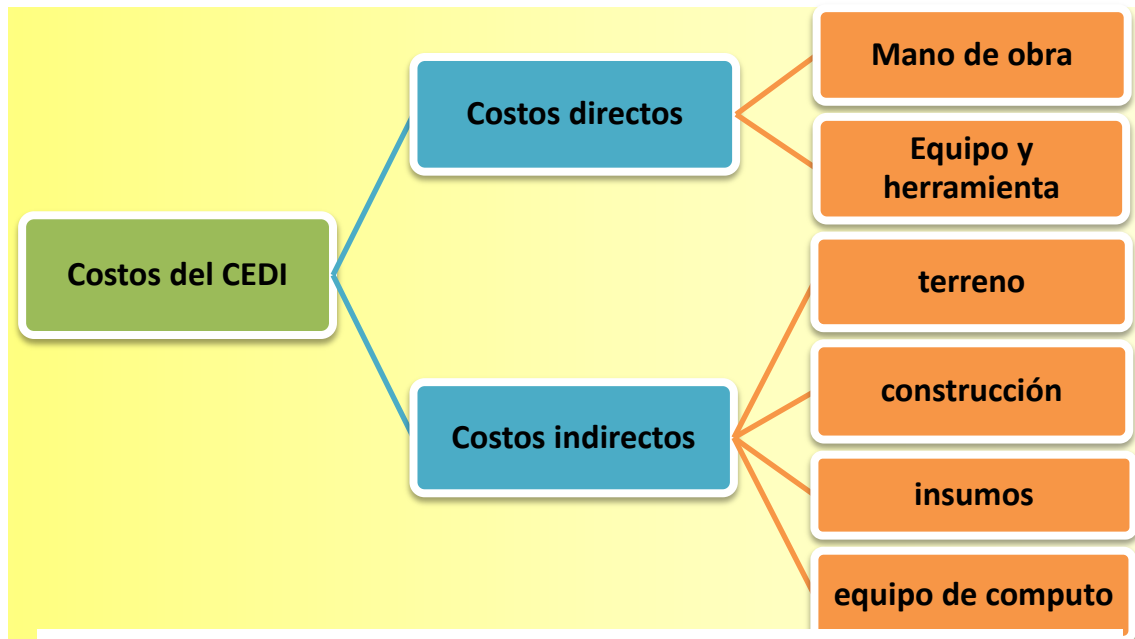 Costos del CEDI
Costos directos
Mano de obra
Equipo y
herramienta
Costos indirectos
terreno
construcción
insumos
equipo de computo